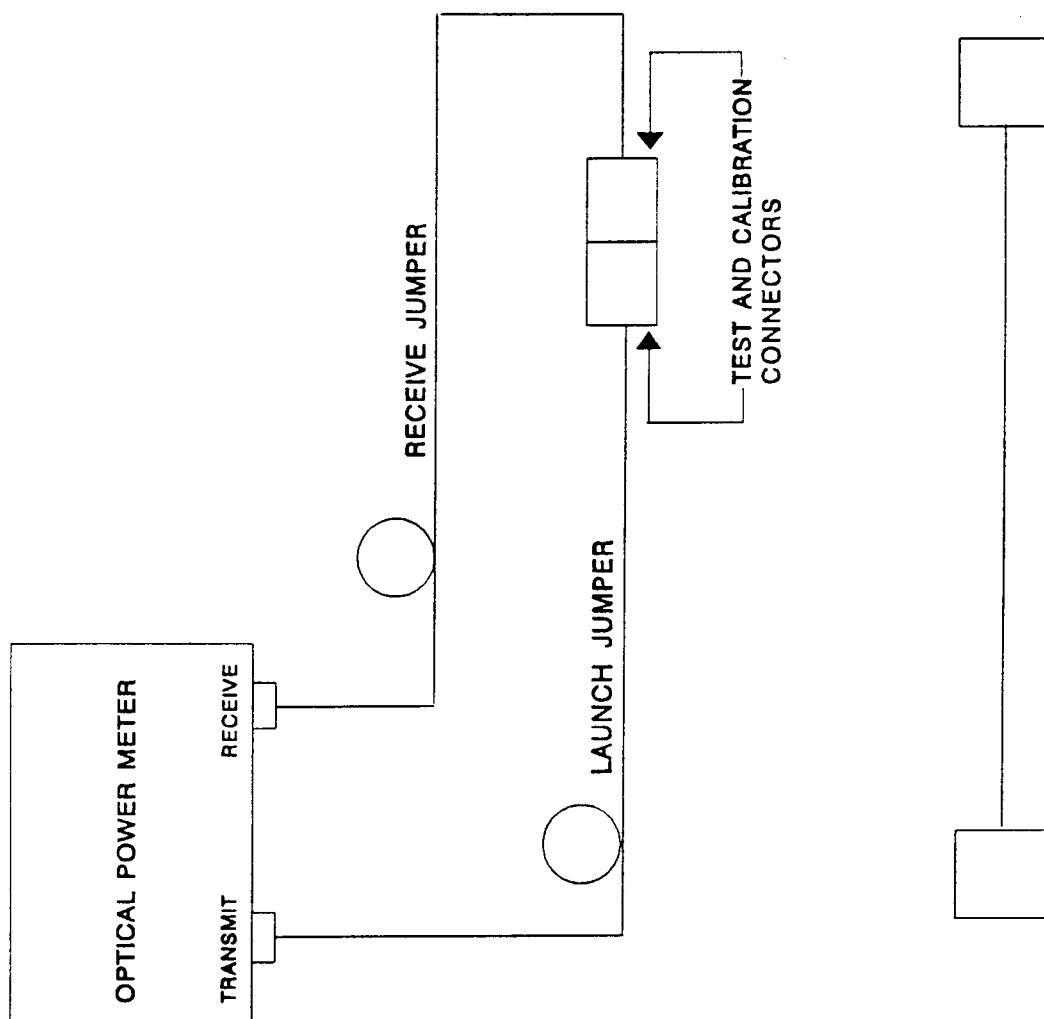 OPTICAL POWER METER
TRANSMIT
RECEIVE
RECEIVE JUMPER
LAUNCH JUMPER
TEST AND CALIBRATION
CONNECTORS